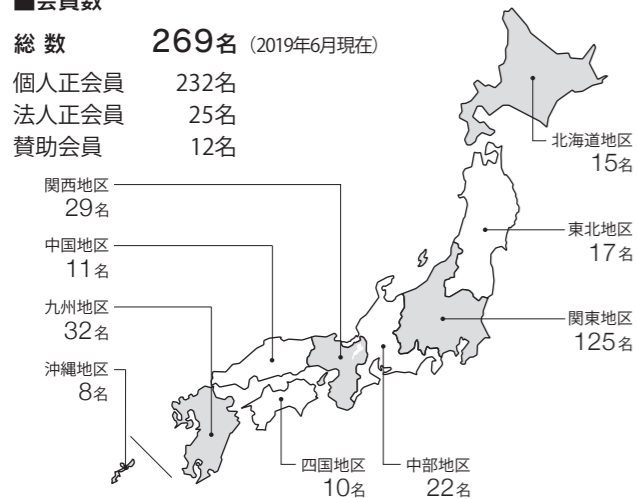 ■会員数
総数 269名 (2019年6月現在)
個人正会員 232名
法人正会員 25名
賛助会員 12名
北海道地区
15名
東北地区
17名
関東地区
125名
関西地区
29名
中国地区
11名
九州地区
32名
沖縄地区
8名
四国地区
10名
中部地区
22名